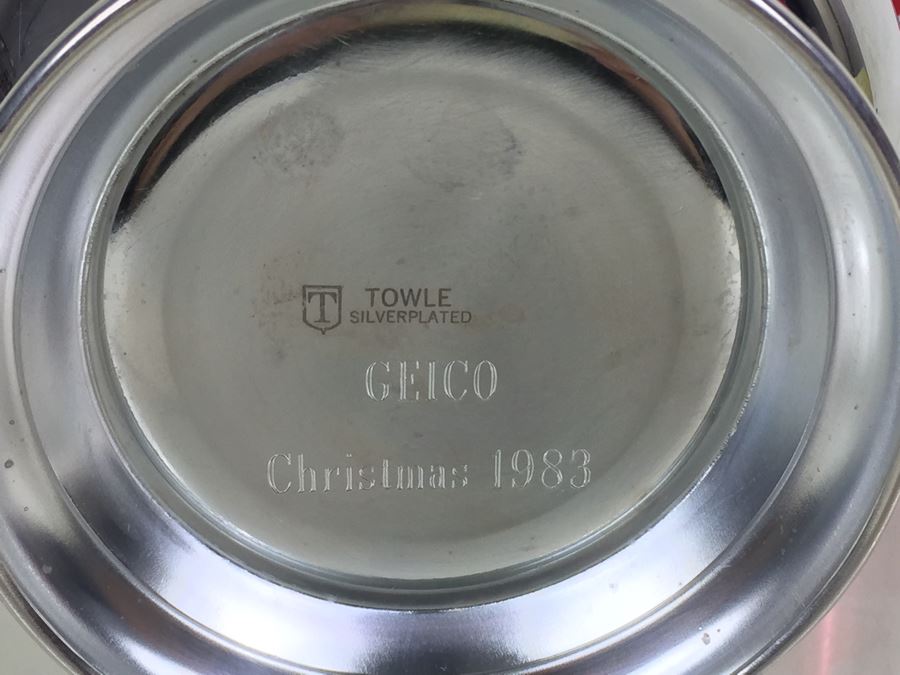 T TOWLE
SILVERPLATED
GEICO
Christmas 1983